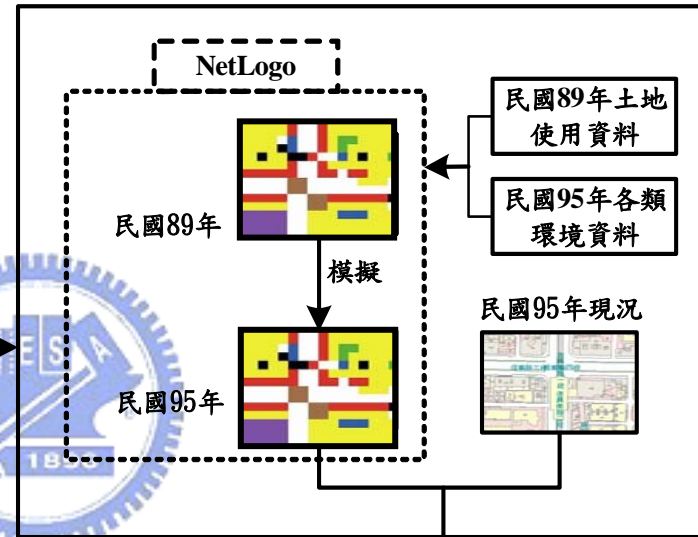 NetLogo
民國89年土地
使用資料
民國95年各類
環境資料
民國89年
模擬
民國95年現況
民國95年
E S A
1896